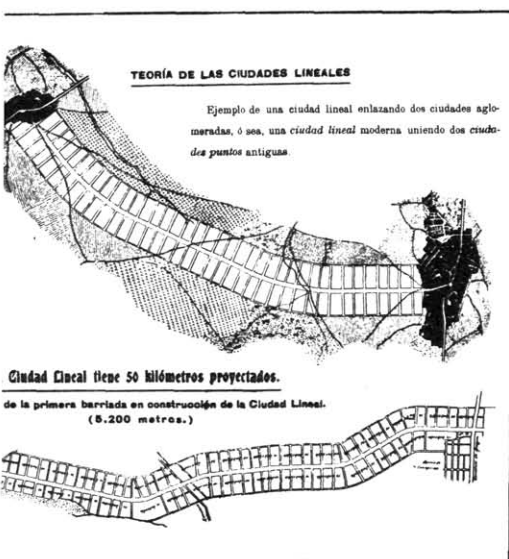 TEORÍA DE LAS CIUDADES LINEALES
Ejemplo de una ciudad lineal enlazando dos ciudades aglo-
meradas, ó sea, una ciudad lineal moderna uniendo dos ciuda-
des puntos antiguas.
Ciudad Lineal tiene 50 kilómetros proyectados.
de la primera barriada en construcción de la Ciudad Lineal.
(5.200 metros.)